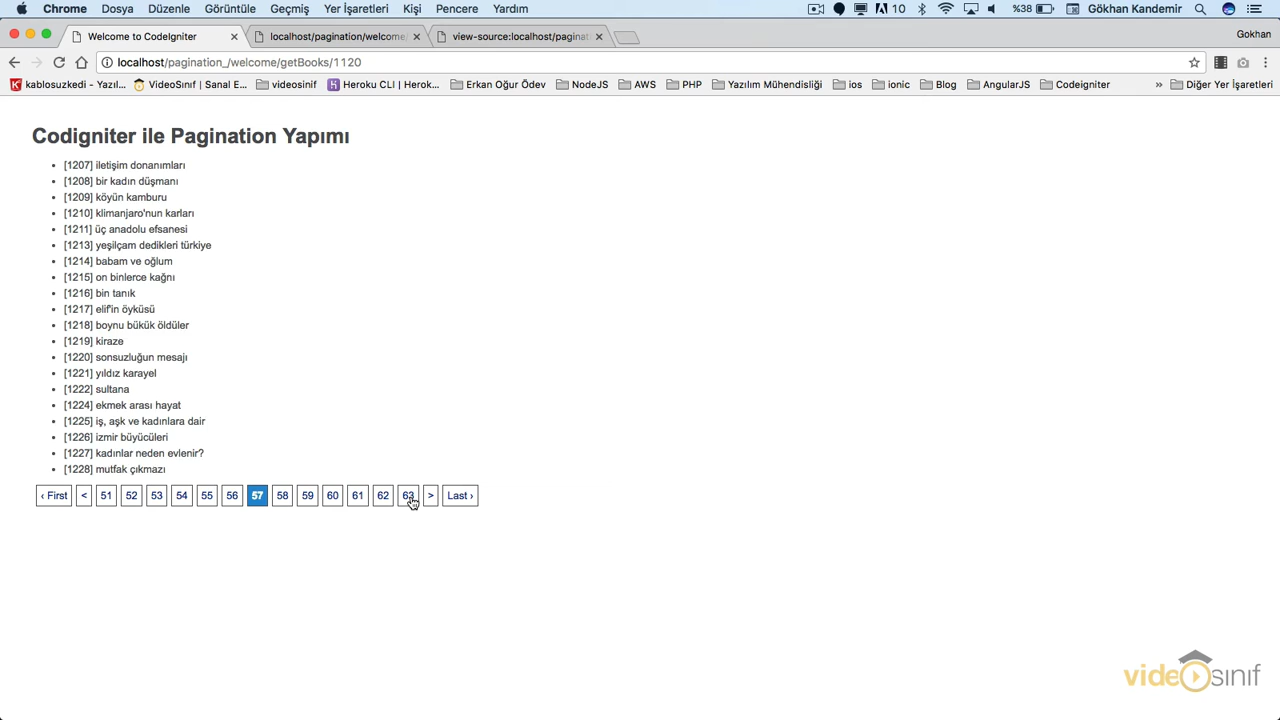 Chrome Dosya Düzenle Görüntüle Geçmiş Yer İşaretleri Kişi Pencere Yardım 10 %38 Gökhan Kandemir
Welcome to CodeIgniter localhost/pagination/welcome/ view-source:localhost/paginat Gokhan
localhost/pagination_/welcome/getBooks/1120
kablosuzkedi - Yazıl... VideoSınıf | Sanal E... videosinif Heroku CLI | Herok... Erkan Oğur Ödev NodeJS AWS PHP Yazılım Mühendisliği ios ionic Blog AngularJS Codeigniter » Diğer Yer İşaretleri
Codigniter ile Pagination Yapımı
[1207] iletişim donanımları
[1208] bir kadın düşmanı
[1209] köyün kamburu
[1210] klimanjaro'nun karları
[1211] üç anadolu efsanesi
[1213] yeşilçam dedikleri türkiye
[1214] babam ve oğlum
[1215] on binlerce kağnı
[1216] bin tanık
[1217] elif'in öyküsü
[1218] boynu bükük öldüler
[1219] kiraze
[1220] sonsuzluğun mesajı
[1221] yıldız karayel
[1222] sultana
[1224] ekmek arası hayat
[1225] iş, aşk ve kadınlara dair
[1226] izmir büyücüleri
[1227] kadınlar neden evlenir?
[1228] mutfak çıkmazı
‹ First < 51 52 53 54 55 56 57 58 59 60 61 62 63 > Last ›
videosınıf